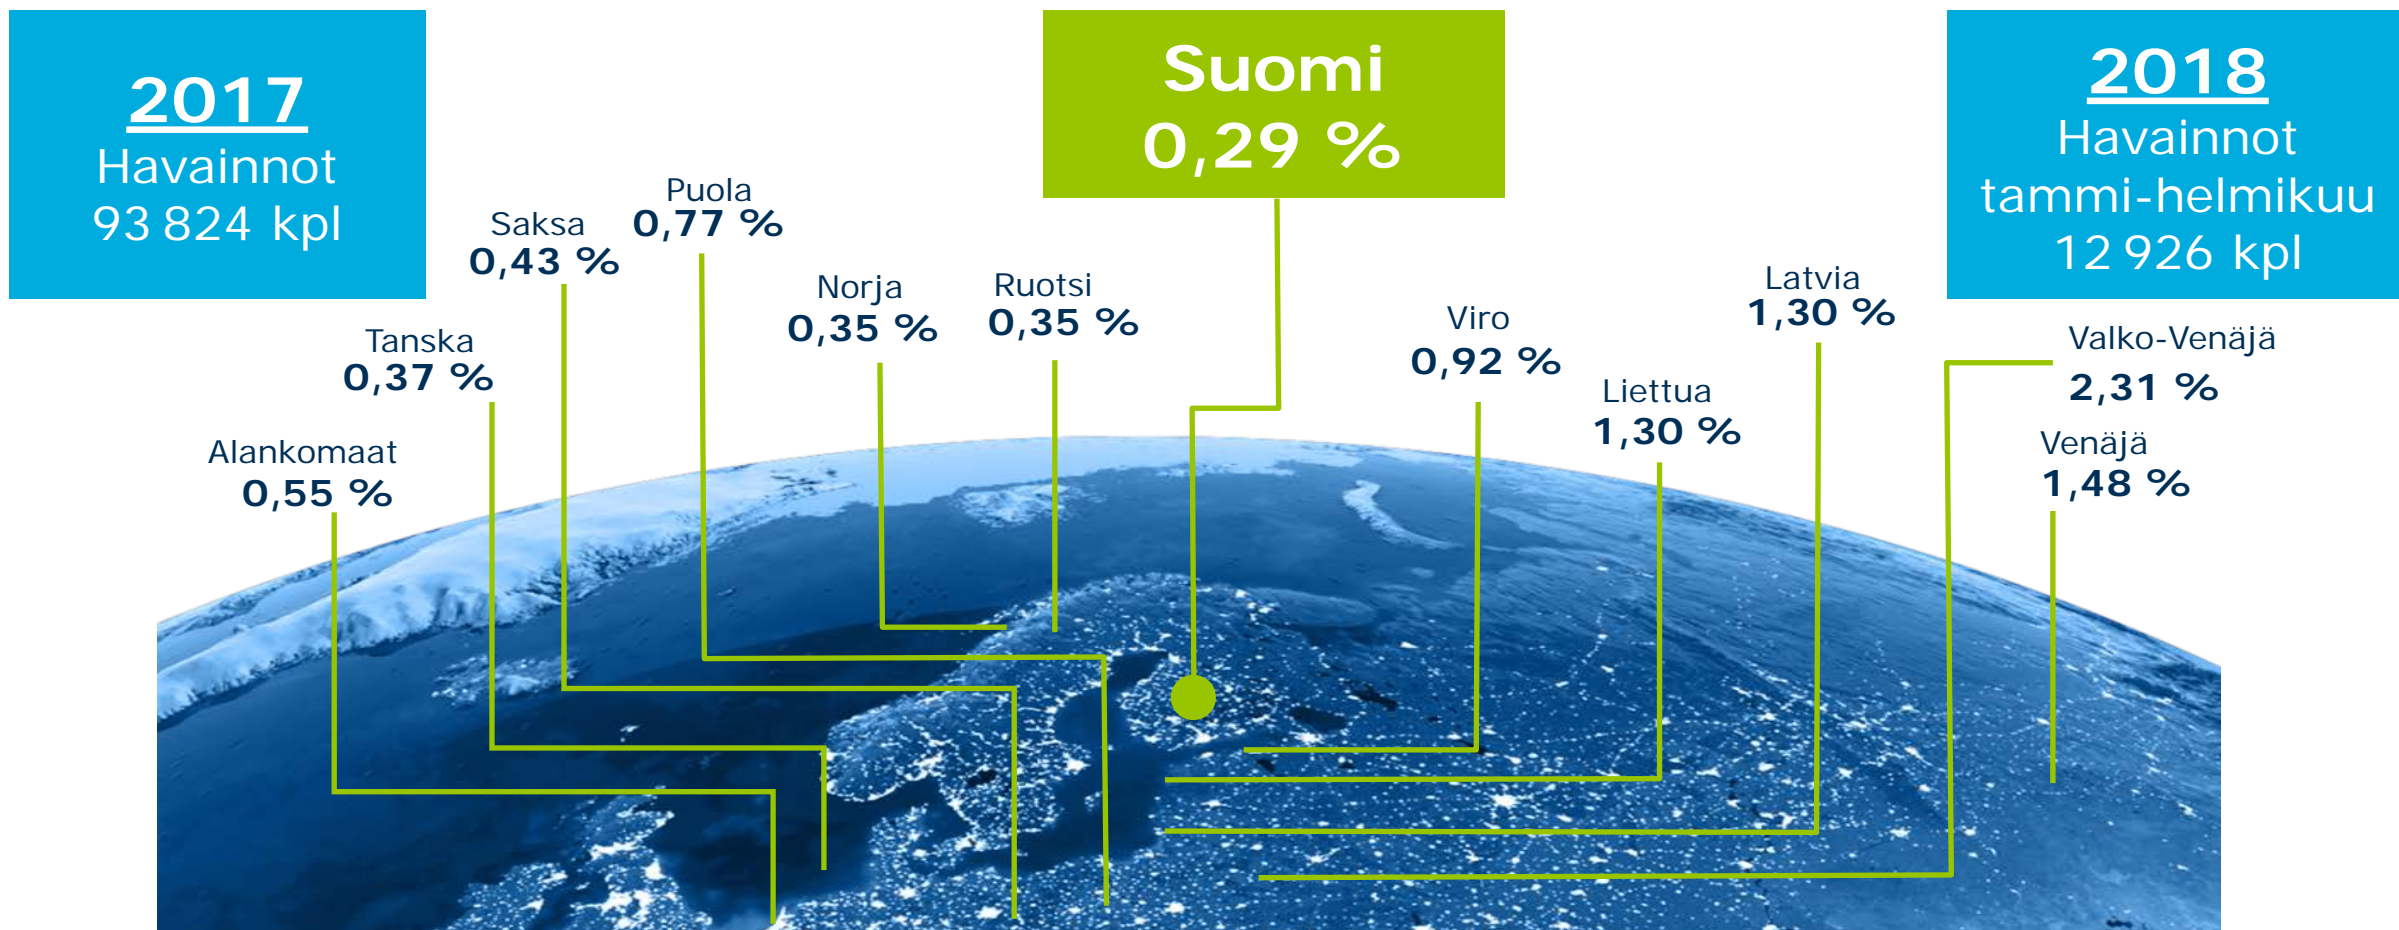 2017
Havainnot
93 824 kpl
Suomi
0,29 %
2018
Havainnot
tammi-helmikuu
12 926 kpl
Puola
0,77 %
Saksa
0,43 %
Tanska
0,37 %
Alankomaat
0,55 %
Norja
0,35 %
Ruotsi
0,35 %
Viro
0,92 %
Liettua
1,30 %
Latvia
1,30 %
Valko-Venäjä
2,31 %
Venäjä
1,48 %